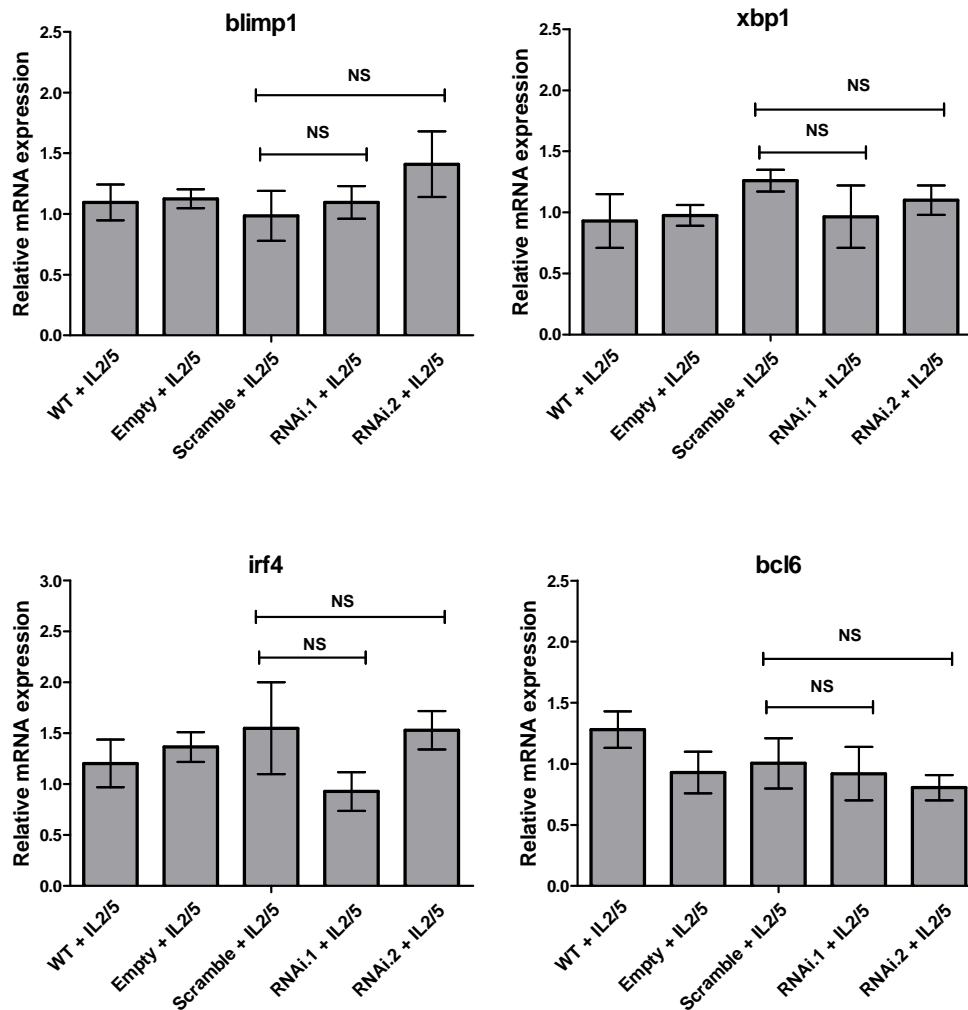 blimp1
Relative mRNA expression
2.5
2.0
1.5
1.0
0.5
0.0
NS
NS
WT + IL2/5
Empty + IL2/5
Scramble + IL2/5
RNAi.1 + IL2/5
RNAi.2 + IL2/5
xbp1
Relative mRNA expression
2.5
2.0
1.5
1.0
0.5
0.0
NS
NS
WT + IL2/5
Empty + IL2/5
Scramble + IL2/5
RNAi.1 + IL2/5
RNAi.2 + IL2/5
irf4
Relative mRNA expression
3.0
2.5
2.0
1.5
1.0
0.5
0.0
NS
NS
WT + IL2/5
Empty + IL2/5
Scramble + IL2/5
RNAi.1 + IL2/5
RNAi.2 + IL2/5
bcl6
Relative mRNA expression
2.5
2.0
1.5
1.0
0.5
0.0
NS
NS
WT + IL2/5
Empty + IL2/5
Scramble + IL2/5
RNAi.1 + IL2/5
RNAi.2 + IL2/5